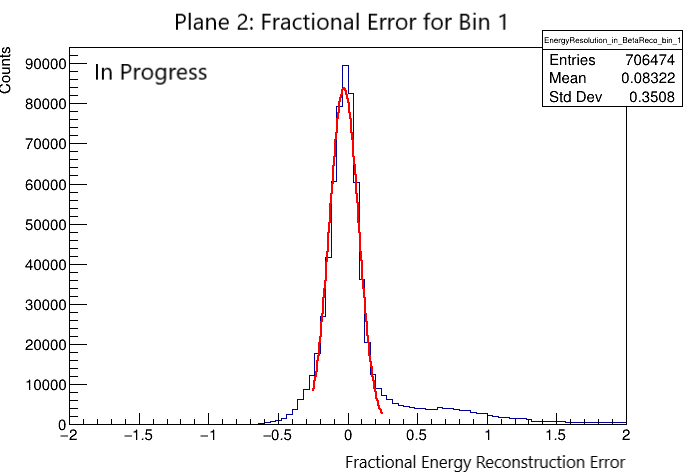 Plane 2: Fractional Error for Bin 1
EnergyResolution_in_BetaReco_bin_1
Entries 706474
Mean 0.08322
Std Dev 0.3508
In Progress
Counts
90000
80000
70000
60000
50000
40000
30000
20000
10000
0
−2 −1.5 −1 −0.5 0 0.5 1 1.5 2
Fractional Energy Reconstruction Error